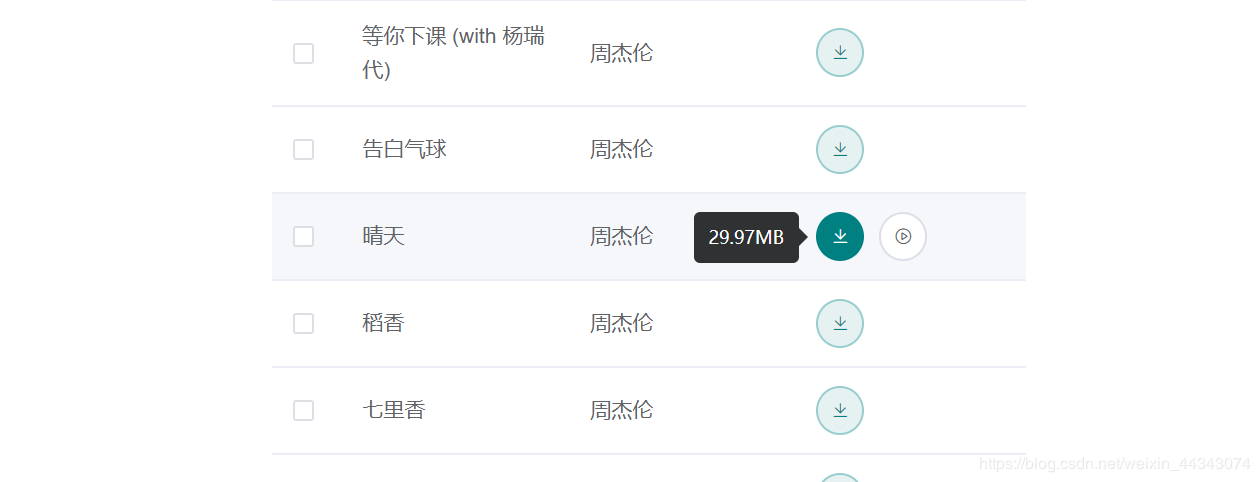 等你下课 (with 杨瑞
代)
周杰伦
告白气球
周杰伦
晴天
周杰伦
29.97MB
稻香
周杰伦
七里香
周杰伦
https://blog.csdn.net/weixin_44343074